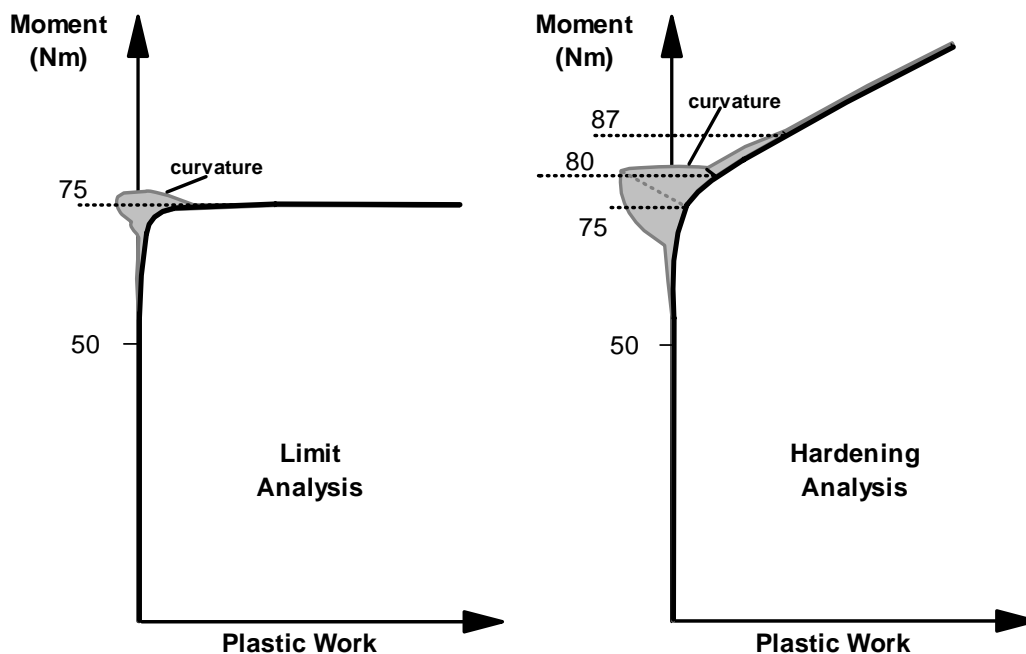 Moment
(Nm)
curvature
75
50
Limit
Analysis
Plastic Work
Moment
(Nm)
curvature
87
80
75
50
Hardening
Analysis
Plastic Work